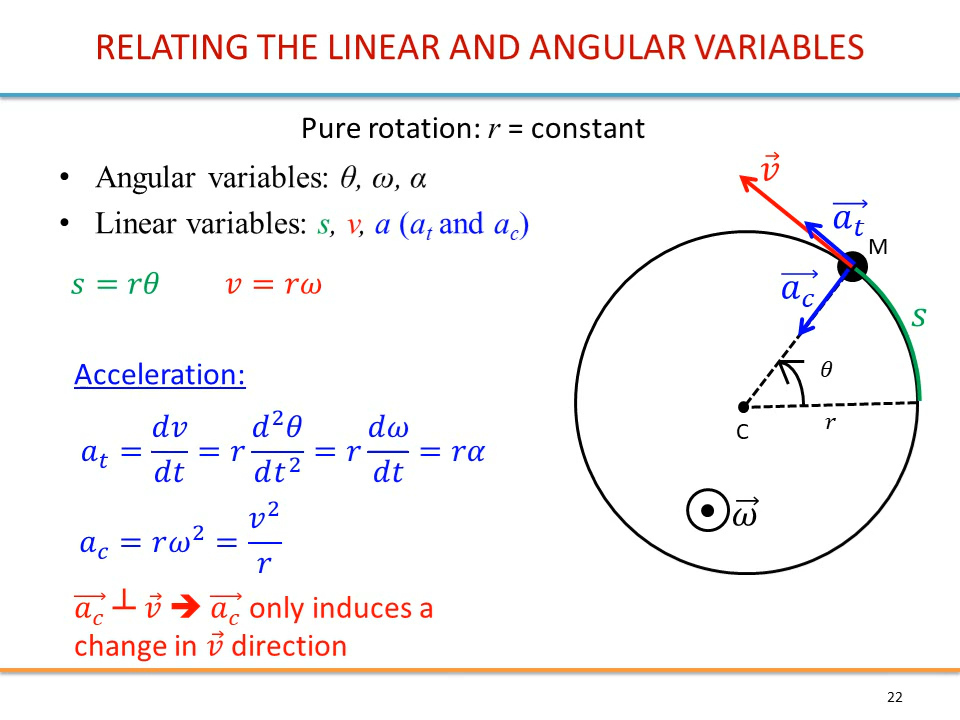 RELATING THE LINEAR AND ANGULAR VARIABLES
Pure rotation: r = constant
• Angular variables: θ, ω, α
• Linear variables: s, v, a (a_t and a_c)
s = rθ    v = rω
Acceleration:
a_t = dv/dt = r d²θ/dt² = r dω/dt = rα
a_c = rω² = v²/r
a_c⃗ ┴ v⃗ 🡺 a_c⃗ only induces a
change in v⃗ direction
v⃗
a_t⃗
M
a_c⃗
s
θ
r
C
ω⃗
22